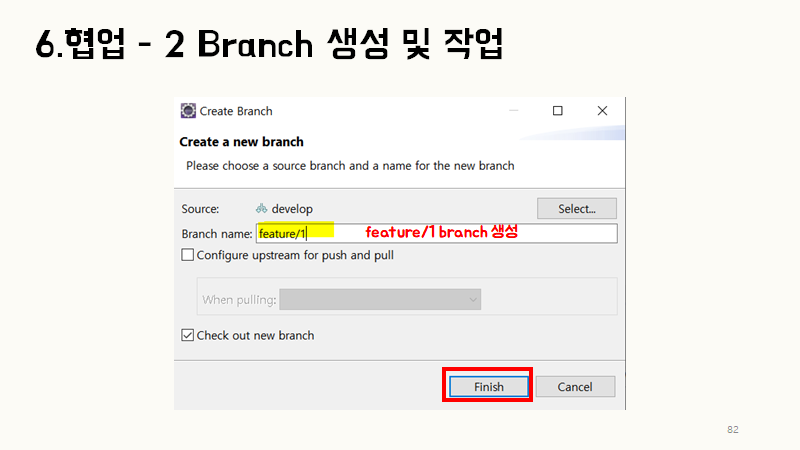 6.협업 - 2 Branch 생성 및 작업
Create Branch
Create a new branch
Please choose a source branch and a name for the new branch
Source: develop Select...
Branch name: feature/1 feature/1 branch 생성
Configure upstream for push and pull
When pulling:
Check out new branch
Finish Cancel
82